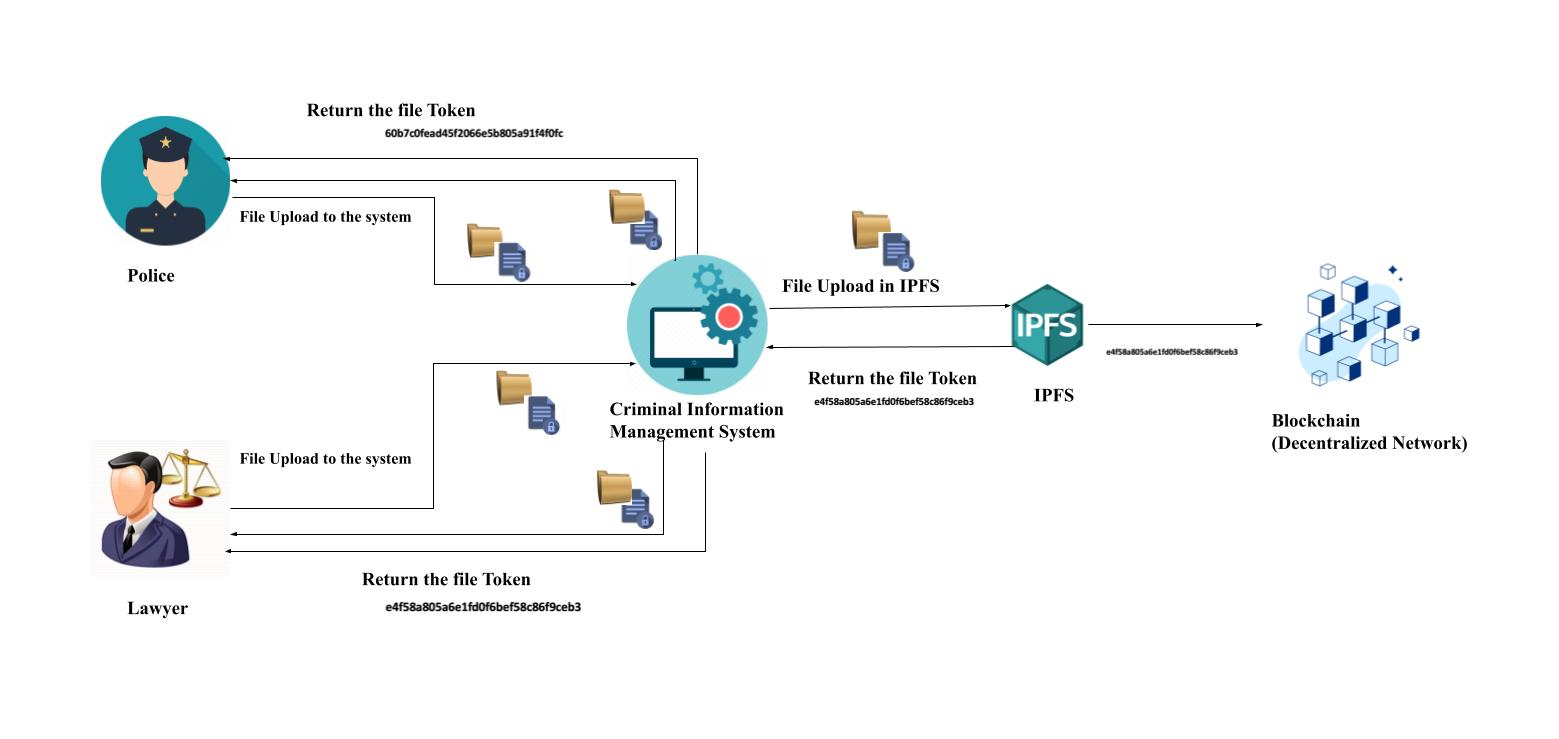 Return the file Token
60b7c0fead45f2066e5b805a91f4f0fc
File Upload to the system
Police
File Upload in IPFS
IPFS
e4f58a805a6e1fd0f6bef58c86f9ceb3
Return the file Token
e4f58a805a6e1fd0f6bef58c86f9ceb3
IPFS
Criminal Information
Management System
Blockchain
(Decentralized Network)
File Upload to the system
Lawyer
Return the file Token
e4f58a805a6e1fd0f6bef58c86f9ceb3